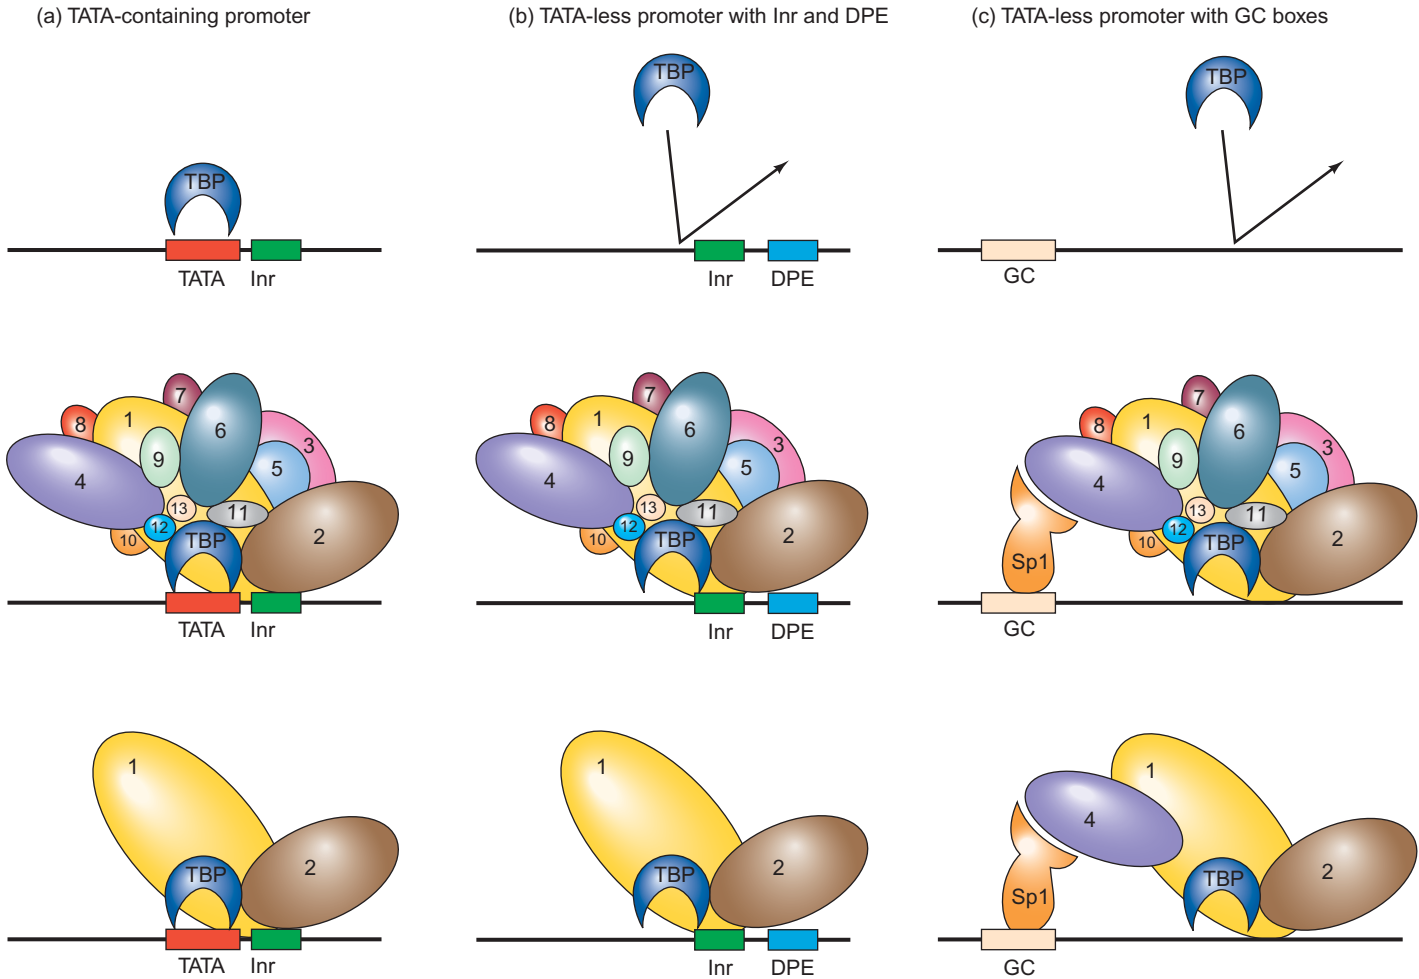 (a) TATA-containing promoter
(b) TATA-less promoter with Inr and DPE
(c) TATA-less promoter with GC boxes
TBP
TBP
TBP
TATA
Inr
Inr
DPE
GC
7
8
1
6
3
9
5
4
13
11
12
10
TBP
2
TATA
Inr
7
8
1
6
3
9
5
4
13
11
12
10
TBP
2
Inr
DPE
7
8
1
6
3
9
5
4
13
11
12
10
TBP
2
Sp1
GC
1
2
TBP
TATA
Inr
1
2
TBP
Inr
DPE
1
4
2
TBP
Sp1
GC